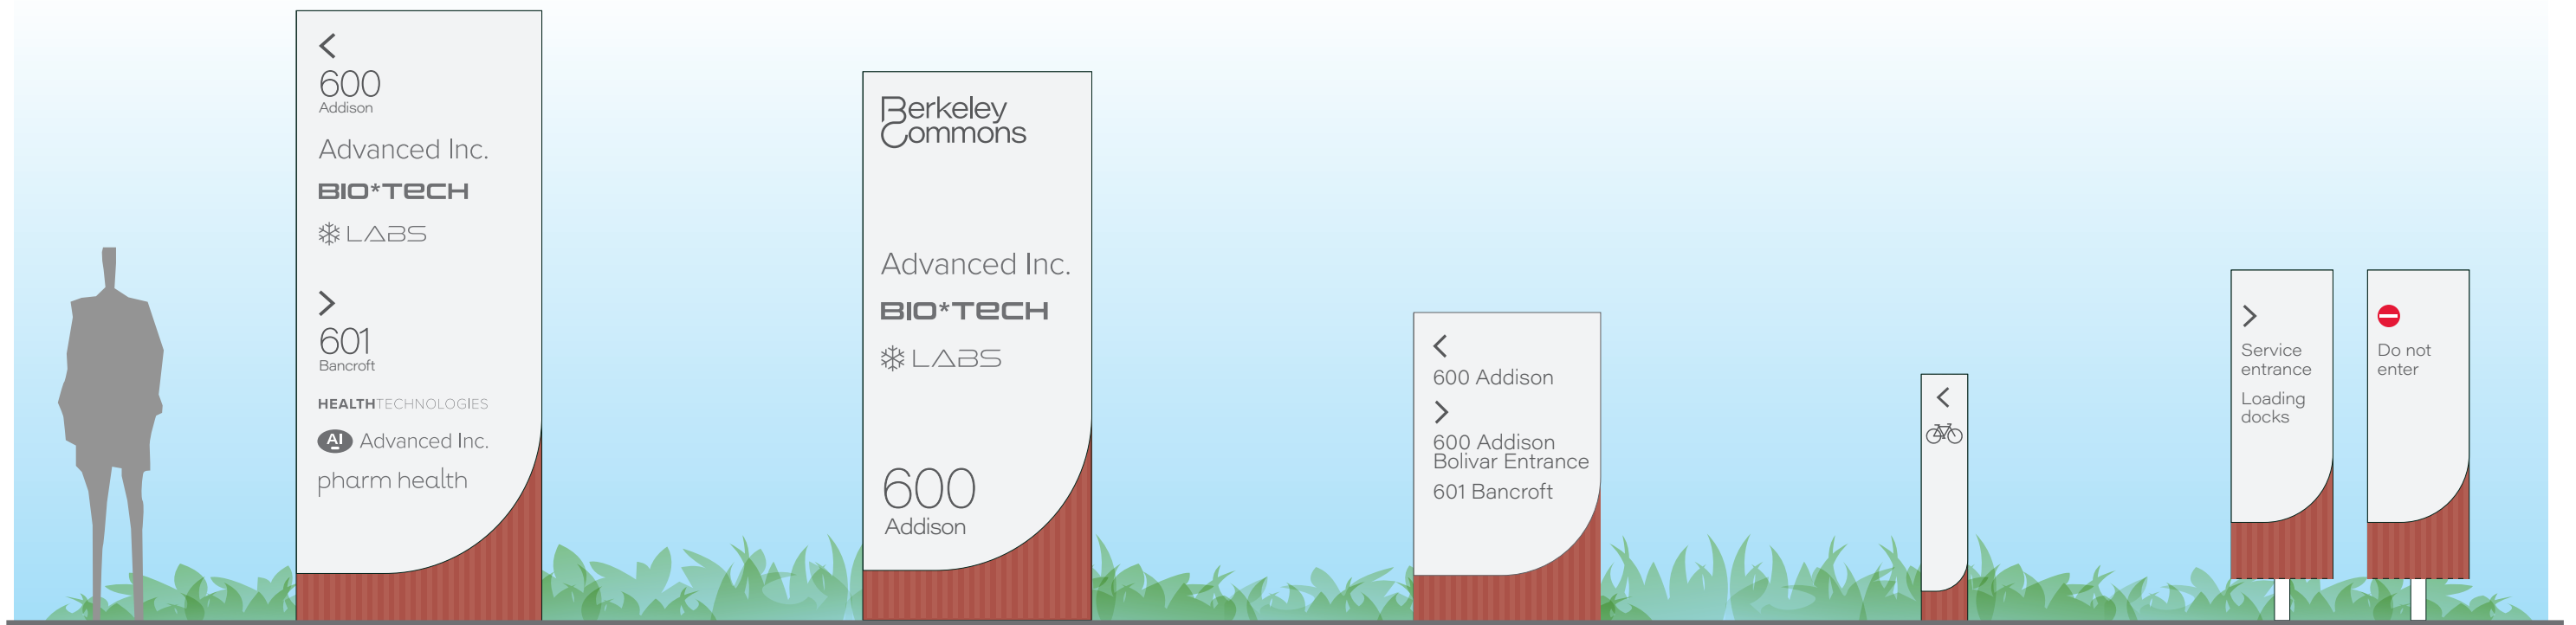 <
600
Addison
Advanced Inc.
BIO*TECH
LABS
>
601
Bancroft
HEALTHTECHNOLOGIES
AI Advanced Inc.
pharm health
Berkeley
Commons
Advanced Inc.
BIO*TECH
LABS
600
Addison
<
600 Addison
>
600 Addison
Bolivar Entrance
601 Bancroft
<
>
Service
entrance
Loading
docks
Do not
enter